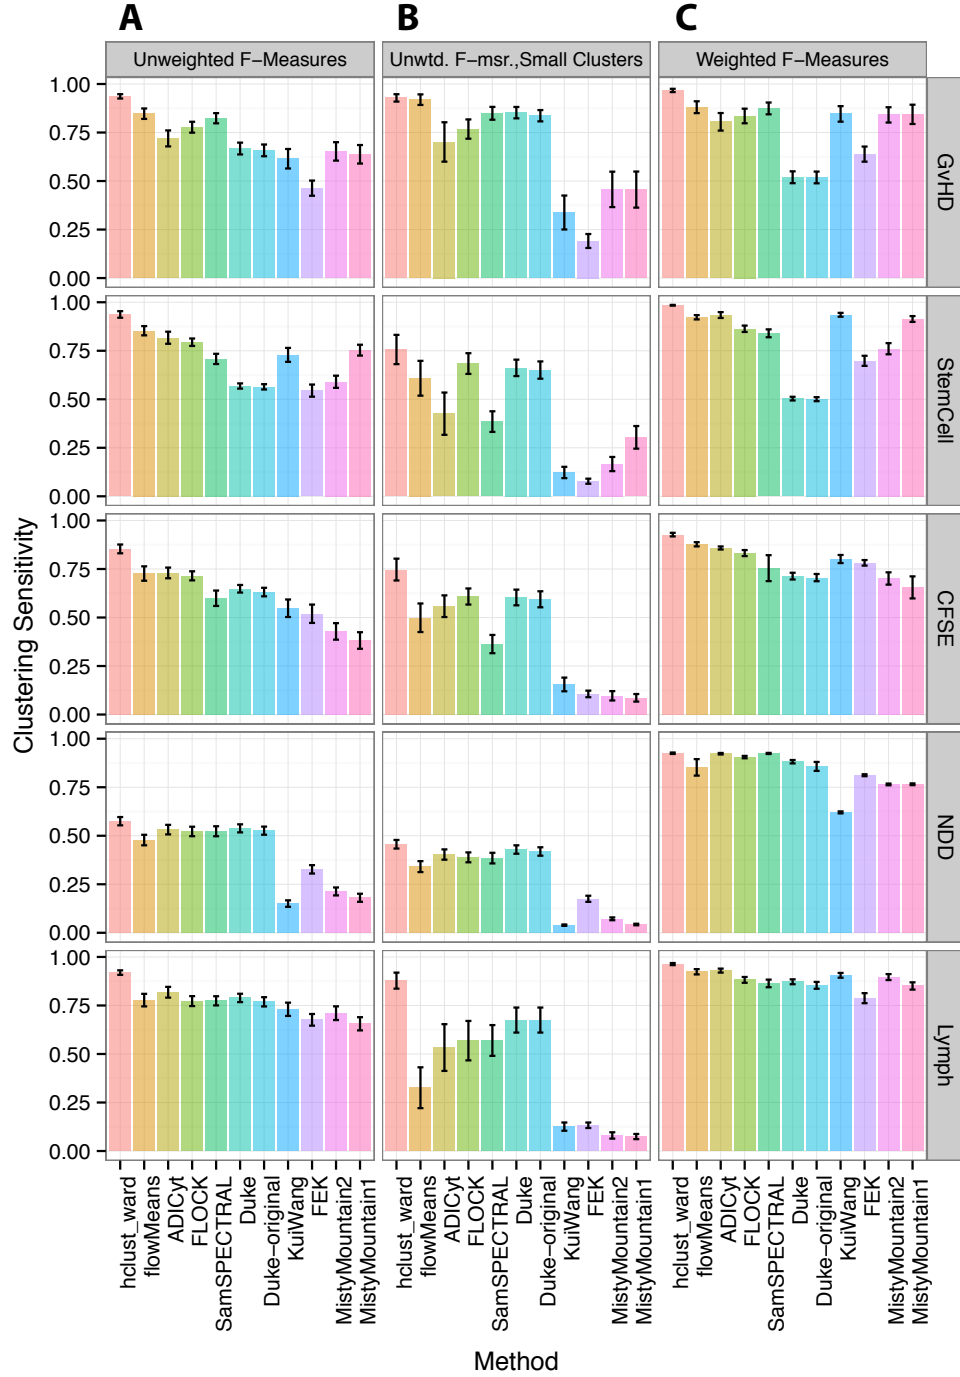 A B C
Unweighted F−Measures Unwtd. F−msr.,Small Clusters Weighted F−Measures
1.00
0.75
0.50
0.25
0.00
GvHD
1.00
0.75
0.50
0.25
0.00
StemCell
1.00
0.75
0.50
0.25
0.00
CFSE
1.00
0.75
0.50
0.25
0.00
NDD
1.00
0.75
0.50
0.25
0.00
Lymph
Clustering Sensitivity
hclust_ward
flowMeans
ADICyt
FLOCK
SamSPECTRAL
Duke
Duke−original
KuiWang
FEK
MistyMountain2
MistyMountain1
hclust_ward
flowMeans
ADICyt
FLOCK
SamSPECTRAL
Duke
Duke−original
KuiWang
FEK
MistyMountain2
MistyMountain1
hclust_ward
flowMeans
ADICyt
FLOCK
SamSPECTRAL
Duke
Duke−original
KuiWang
FEK
MistyMountain2
MistyMountain1
Method